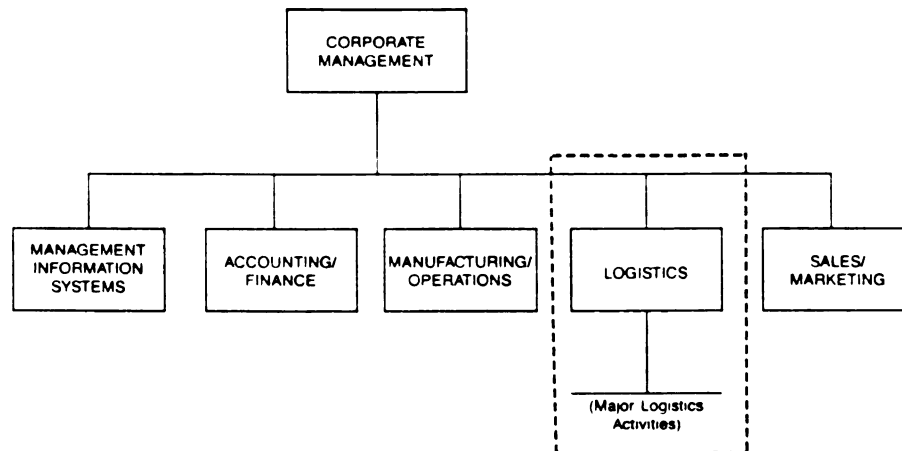 CORPORATE
MANAGEMENT
MANAGEMENT
INFORMATION
SYSTEMS
ACCOUNTING/
FINANCE
MANUFACTURING/
OPERATIONS
LOGISTICS
SALES/
MARKETING
(Major Logistics
Activities)